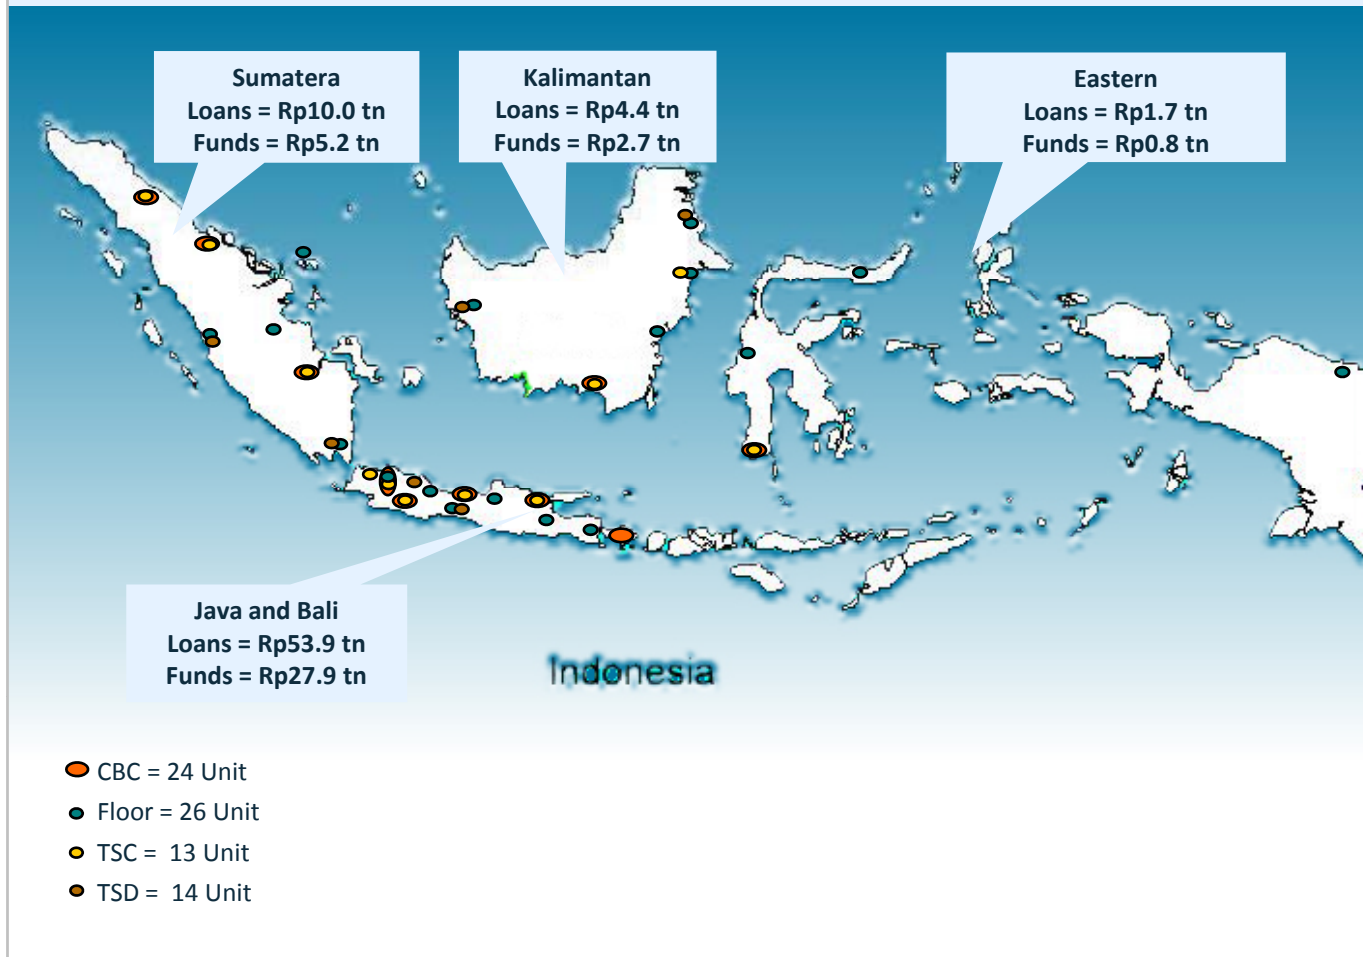 Sumatera
Loans = Rp10.0 tn
Funds = Rp5.2 tn
Kalimantan
Loans = Rp4.4 tn
Funds = Rp2.7 tn
Eastern
Loans = Rp1.7 tn
Funds = Rp0.8 tn
Java and Bali
Loans = Rp53.9 tn
Funds = Rp27.9 tn
Indonesia
CBC = 24 Unit
Floor = 26 Unit
TSC =  13 Unit
TSD =  14 Unit